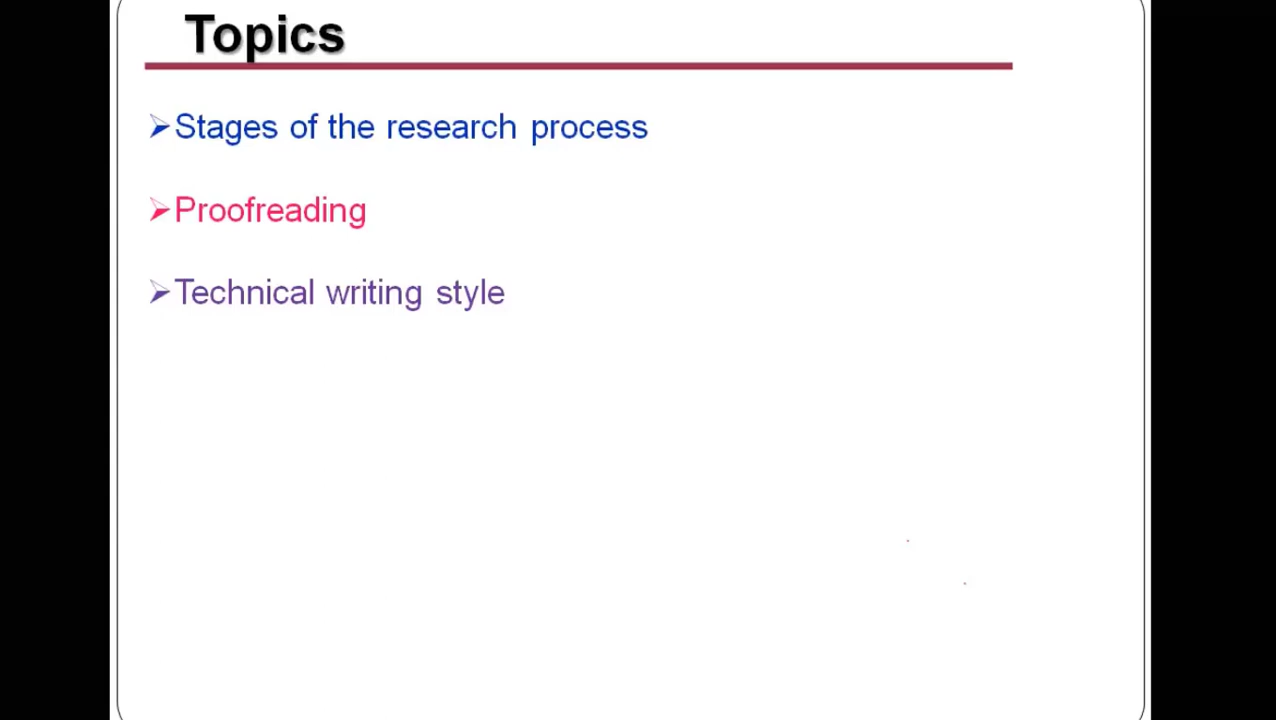 Topics
Stages of the research process
Proofreading
Technical writing style